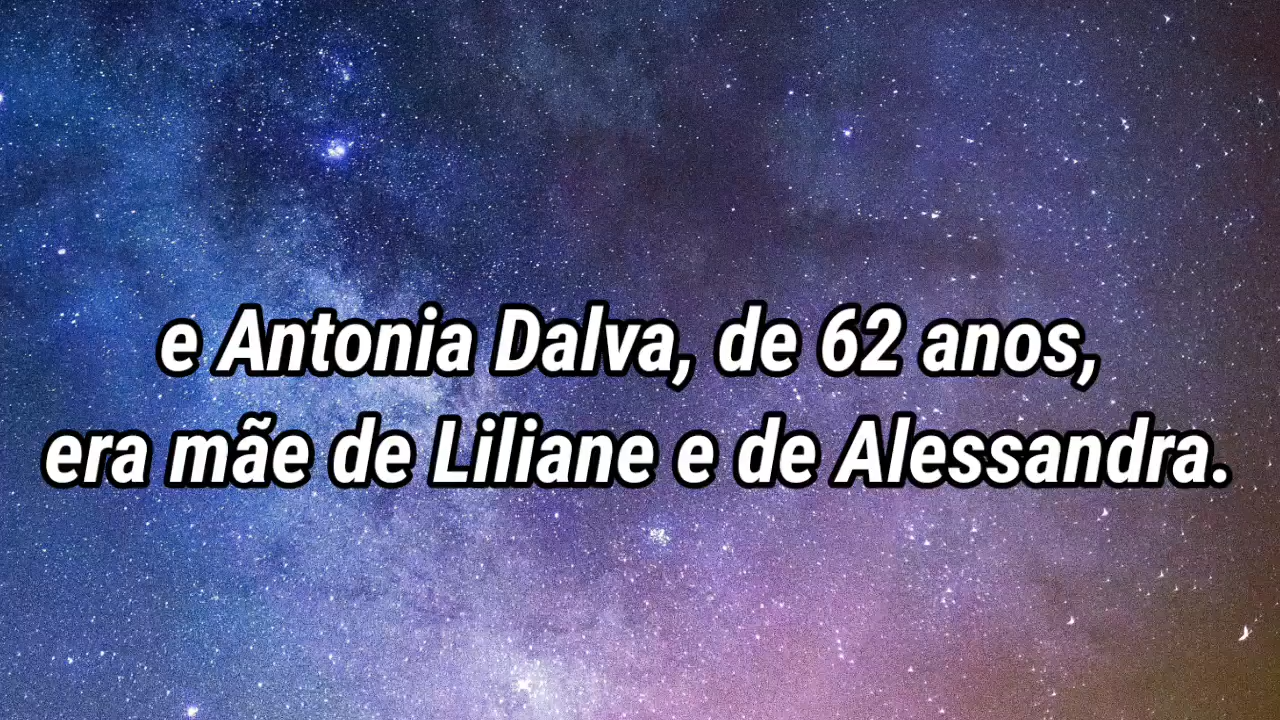 e Antonia Dalva, de 62 anos,
era mãe de Liliane e de Alessandra.